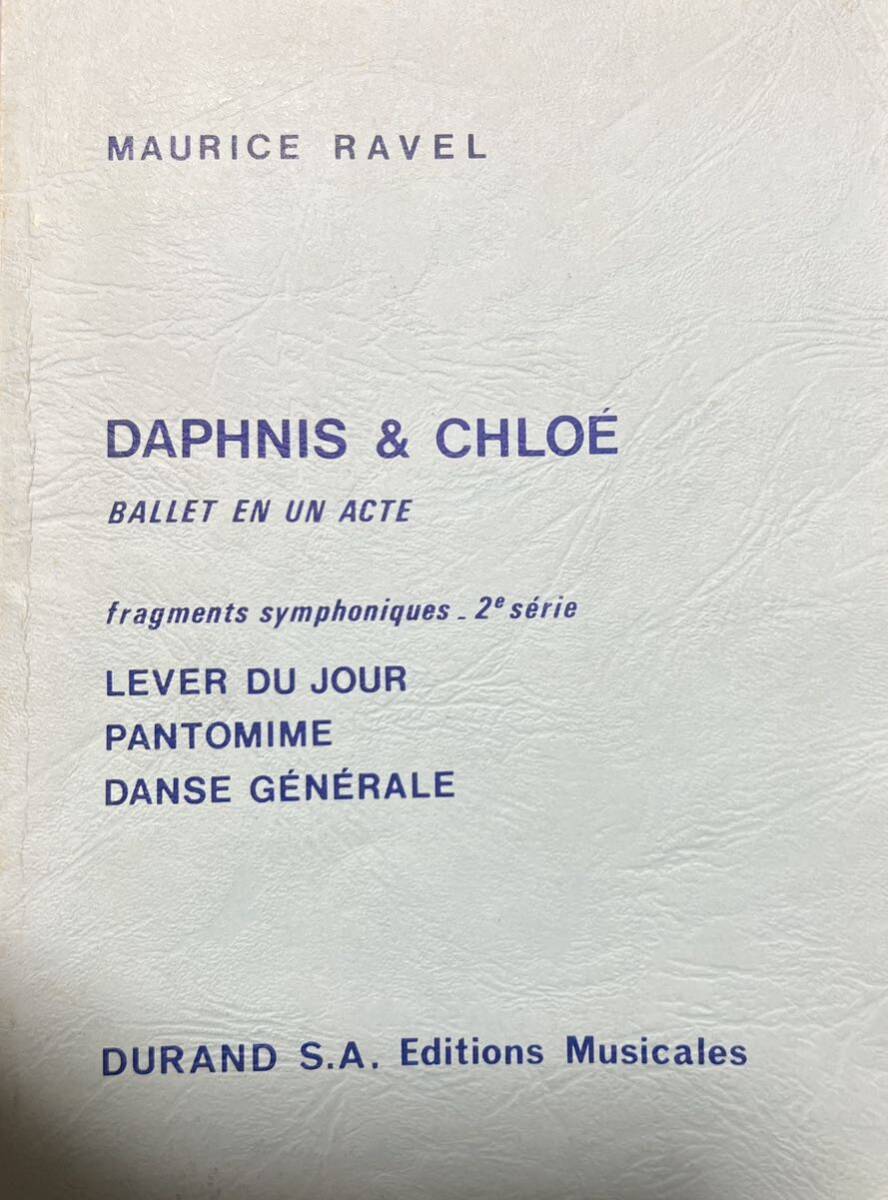 MAURICE RAVEL
DAPHNIS & CHLOÉ
BALLET EN UN ACTE
fragments symphoniques - 2e série
LEVER DU JOUR
PANTOMIME
DANSE GÉNÉRALE
DURAND S.A. Editions Musicales